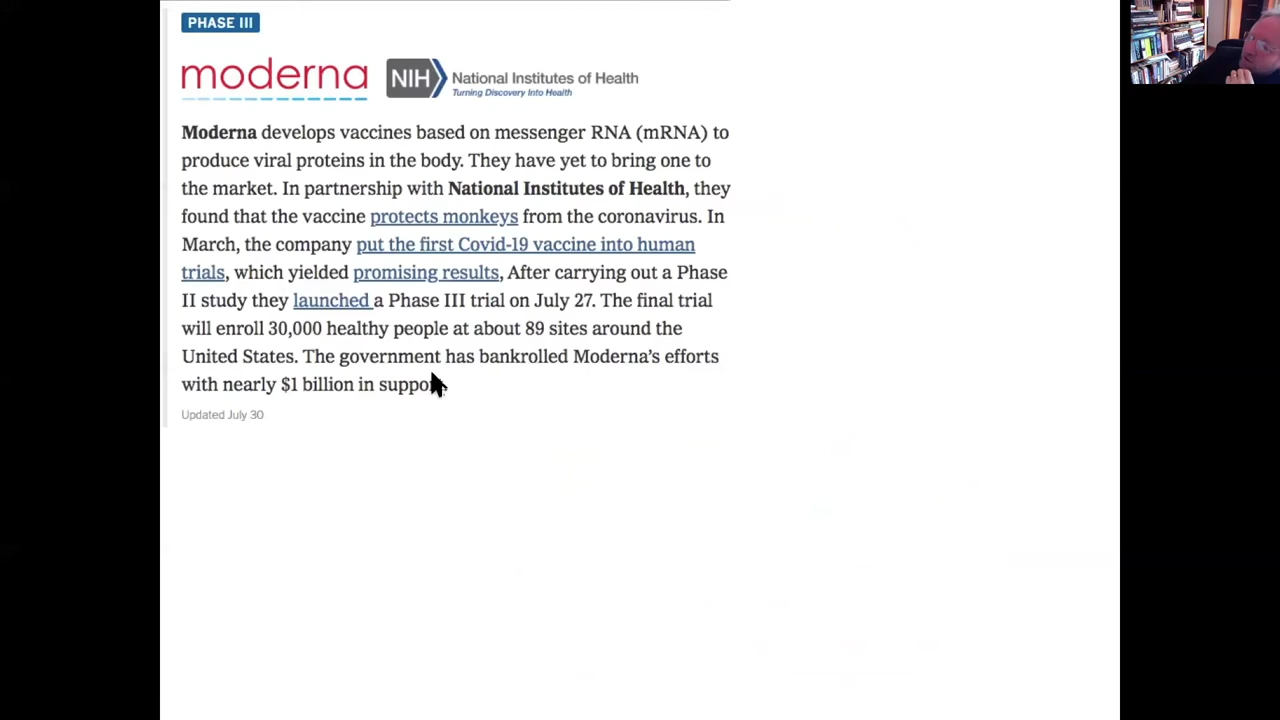 PHASE III
moderna
NIH National Institutes of Health
Turning Discovery Into Health
Moderna develops vaccines based on messenger RNA (mRNA) to
produce viral proteins in the body. They have yet to bring one to
the market. In partnership with National Institutes of Health, they
found that the vaccine protects monkeys from the coronavirus. In
March, the company put the first Covid-19 vaccine into human
trials, which yielded promising results, After carrying out a Phase
II study they launched a Phase III trial on July 27. The final trial
will enroll 30,000 healthy people at about 89 sites around the
United States. The government has bankrolled Moderna’s efforts
with nearly $1 billion in support.
Updated July 30